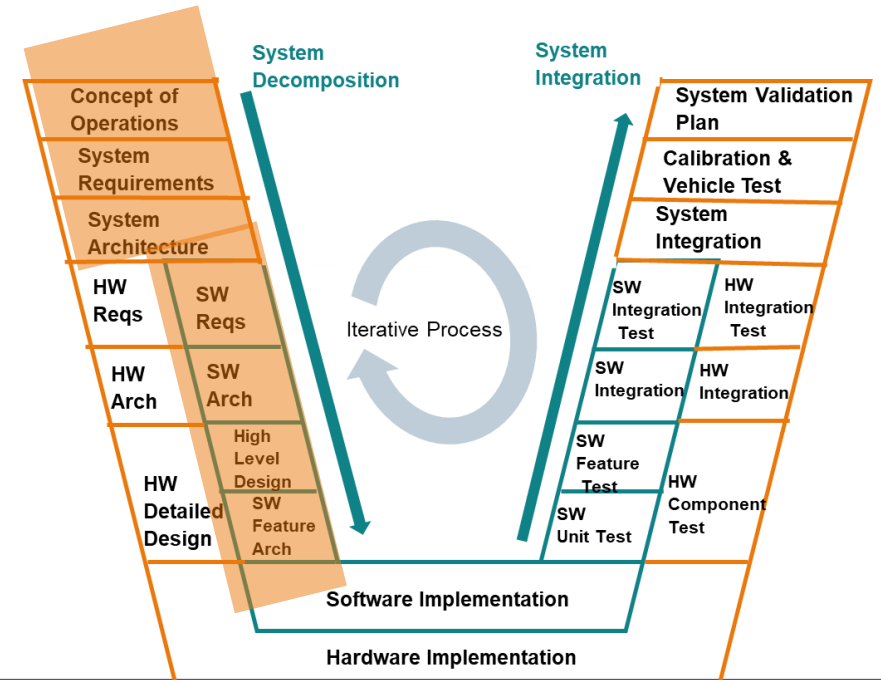 System
Decomposition
System
Integration
Concept of
Operations
System
Requirements
System
Architecture
HW
Reqs
SW
Reqs
HW
Arch
SW
Arch
High
Level
Design
HW
Detailed
Design
SW
Feature
Arch
Iterative Process
System Validation
Plan
Calibration &
Vehicle Test
System
Integration
SW
Integration
Test
HW
Integration
Test
SW
Integration
HW
Integration
SW
Feature
Test
SW
Unit Test
HW
Component
Test
Software Implementation
Hardware Implementation